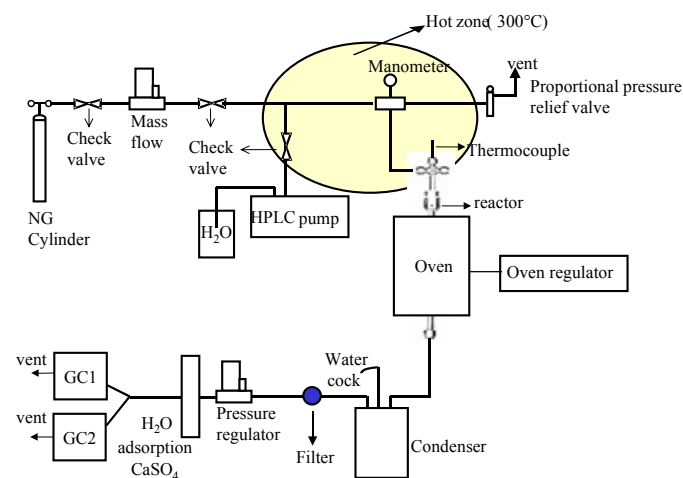 Hot zone( 300°C)
Manometer
vent
Proportional pressure
relief valve
Mass
flow
Check
valve
Check
valve
Thermocouple
NG
Cylinder
H2O
HPLC pump
reactor
Oven
Oven regulator
vent
GC1
vent
GC2
H2O
adsorption
CaSO4
Pressure
regulator
Filter
Water
cock
Condenser